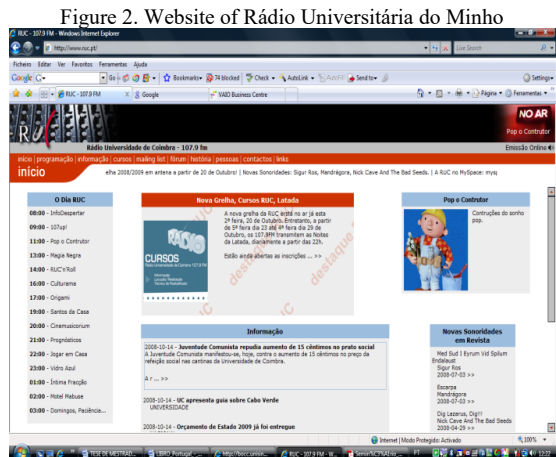 Figure 2. Website of Rádio Universitária do Minho
RUC - 107.9 FM - Windows Internet Explorer
http://www.ruc.pt/
Live Search
Ficheiro Editar Ver Favoritos Ferramentas Ajuda
Google G Go Bookmarks 74 blocked Check AutoLink AutoFill Send to Settings
RUC - 107.9 FM Google VAIO Business Centre Página Ferramentas
RUC
NO AR
Pop o Contrutor
Rádio Universidade de Coimbra - 107.9 fm
Emissão Online
início | programação | informação | cursos | mailing list | fórum | história | pessoas | contactos | links
início
elha 2008/2009 em antena a partir de 20 de Outubro! | Novas Sonoridades: Sigur Ros, Mandrágora, Nick Cave And The Bad Seeds. | A RUC no MySpace: mysp
O Dia RUC
08:00 - InfoDespertar
09:00 - 107up!
11:00 - Pop o Contrutor
13:00 - Magia Negra
14:00 - RUC'n'Roll
16:00 - Culturama
17:00 - Origami
19:00 - Santos da Casa
20:00 - Cinemusicorium
21:00 - Prognósticos
22:00 - Jogar em Casa
23:00 - Vidro Azul
01:00 - Íntima Fracção
02:00 - Motel Mabuse
03:00 - Domingos, Paciência...
Nova Grelha, Cursos RUC, Latada
RADIO
CURSOS
A nova grelha da RUC está no ar já esta
2ª feira, 20 de Outubro. Entretanto, a partir
de 5ª feira dia 23 até 4ª feira dia 29 de
Outubro, os 107.9FM transmitem as Noites
da Latada, diariamente a partir das 22h.
Estão ainda abertas as inscrições ... >>
destaque
destaque RUC
Pop o Contrutor
Contruções do sonho
pop.
Informação
2008-10-14 - Juventude Comunista repudia aumento de 15 cêntimos no prato social
A Juventude Comunista manifestou-se, hoje, contra o aumento de 15 cêntimos no preço da
refeição social nas cantinas da Universidade de Coimbra.
A r ... >>
2008-10-14 - UC apresenta guia sobre Cabo Verde
UNIVERSIDADE
2008-10-14 - Orçamento de Estado 2009 já foi entregue
Novas Sonoridades
em Revista
Med Sud I Eyrum Vid Spilum
Endalaust
Sigur Ros
2008-07-03 >>
Escarpa
Mandrágora
2008-07-03 >>
Dig Lazarus, Dig!!!
Nick Cave And The Bad Seeds
2008-04-29 >>
Internet | Modo Protegido: Activado 100%
TESE DE MESTRAD... LIBRO_Portugal_-... http://bocc.unisin... RUC - 107.9 FM - W... PT 12:22